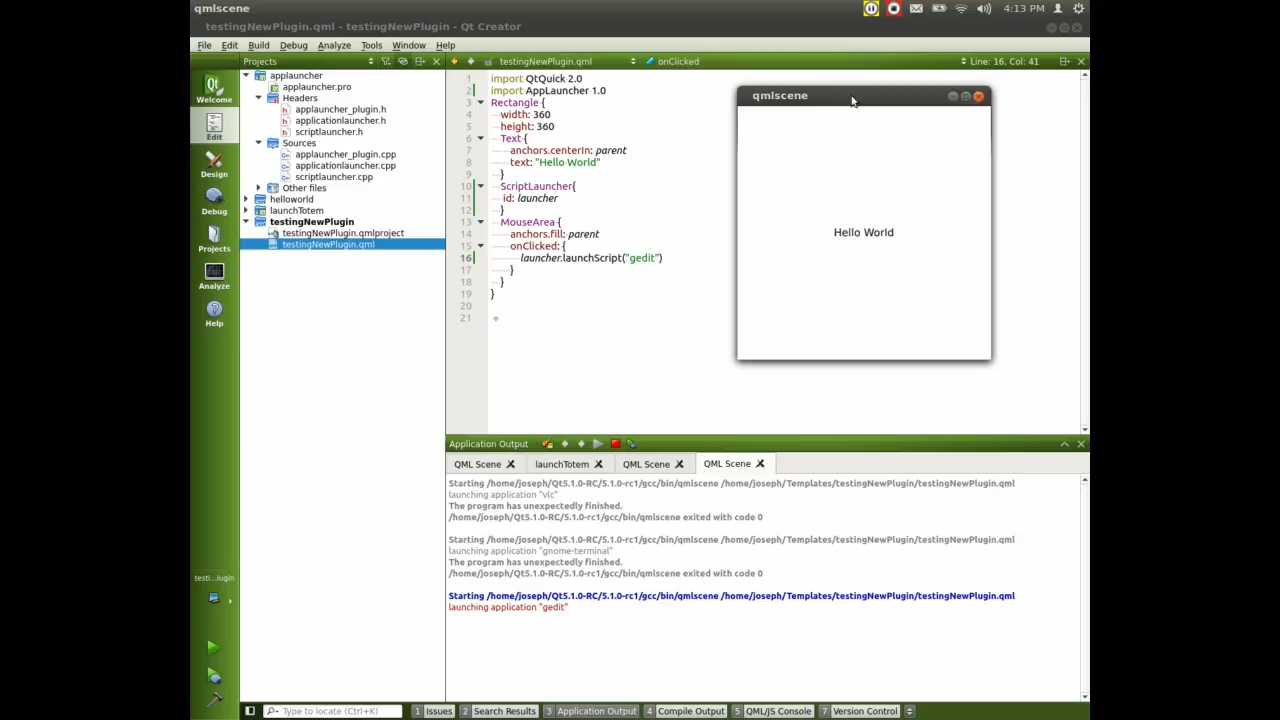 qmlscene
4:13 PM
testingNewPlugin.qml - testingNewPlugin - Qt Creator
File Edit Build Debug Analyze Tools Window Help
Projects
testingNewPlugin.qml
onClicked
Line: 16, Col: 41
Welcome
Edit
Design
Debug
Projects
Analyze
Help
applauncher
applauncher.pro
Headers
applauncher_plugin.h
applicationlauncher.h
scriptlauncher.h
Sources
applauncher_plugin.cpp
applicationlauncher.cpp
scriptlauncher.cpp
Other files
helloworld
launchTotem
testingNewPlugin
testingNewPlugin.qmlproject
testingNewPlugin.qml
1 import QtQuick 2.0
2 import AppLauncher 1.0
3 Rectangle {
4 width: 360
5 height: 360
6 Text {
7 anchors.centerIn: parent
8 text: "Hello World"
9 }
10 ScriptLauncher{
11 id: launcher
12 }
13 MouseArea {
14 anchors.fill: parent
15 onClicked: {
16 launcher.launchScript("gedit")
17 }
18 }
19 }
20
21
qmlscene
Hello World
Application Output
QML Scene
launchTotem
QML Scene
QML Scene
Starting /home/joseph/Qt5.1.0-RC/5.1.0-rc1/gcc/bin/qmlscene /home/joseph/Templates/testingNewPlugin/testingNewPlugin.qml
launching application "vlc"
The program has unexpectedly finished.
/home/joseph/Qt5.1.0-RC/5.1.0-rc1/gcc/bin/qmlscene exited with code 0
Starting /home/joseph/Qt5.1.0-RC/5.1.0-rc1/gcc/bin/qmlscene /home/joseph/Templates/testingNewPlugin/testingNewPlugin.qml
launching application "gnome-terminal"
The program has unexpectedly finished.
/home/joseph/Qt5.1.0-RC/5.1.0-rc1/gcc/bin/qmlscene exited with code 0
Starting /home/joseph/Qt5.1.0-RC/5.1.0-rc1/gcc/bin/qmlscene /home/joseph/Templates/testingNewPlugin/testingNewPlugin.qml
launching application "gedit"
testi...lugin
Type to locate (Ctrl+K)
1 Issues
2 Search Results
3 Application Output
4 Compile Output
5 QML/JS Console
7 Version Control